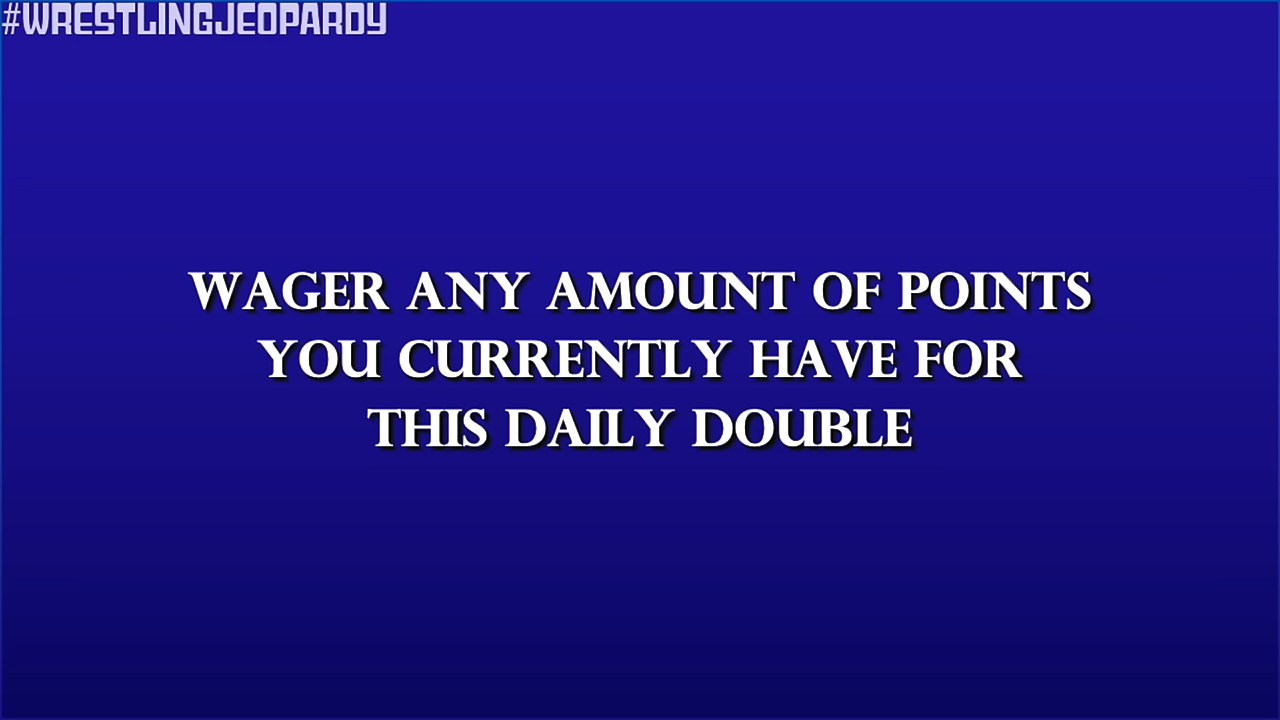 #WRESTLINGJEOPARDY
WAGER ANY AMOUNT OF POINTS
YOU CURRENTLY HAVE FOR
THIS DAILY DOUBLE